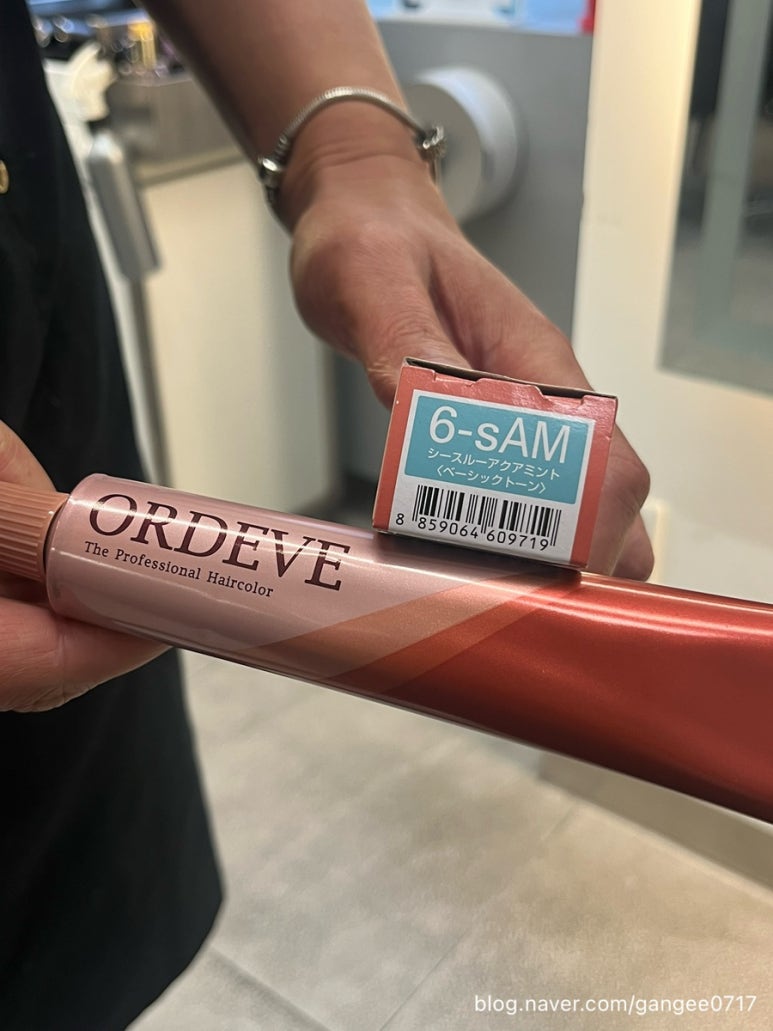 6-sAM
シースルーアクアミント
〈ベーシックトーン〉
8 859064 609719
ORDEVE
The Professional Haircolor
blog.naver.com/gangee0717